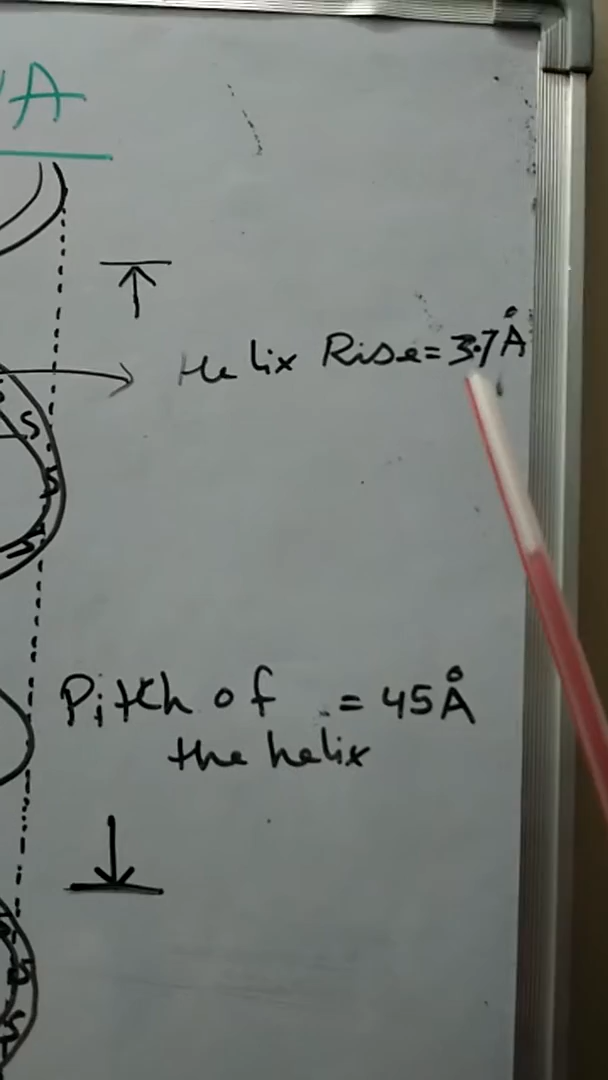 A
Helix Rise = 3.7Å
S
S
S
Pitch of = 45Å
the helix
S
S